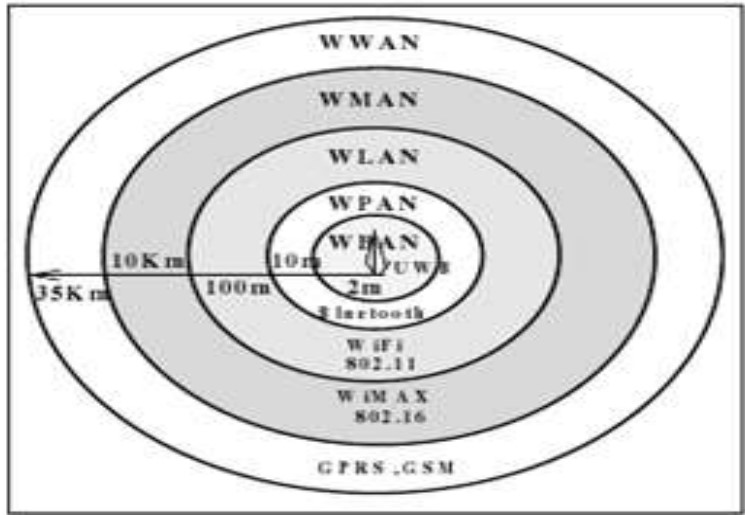 WWAN
WMAN
WLAN
WPAN
WBAN
10Km 10m UWB
35Km 100m 2m
Bluetooth
WiFi
802.11
WiMAX
802.16
GPRS,GSM